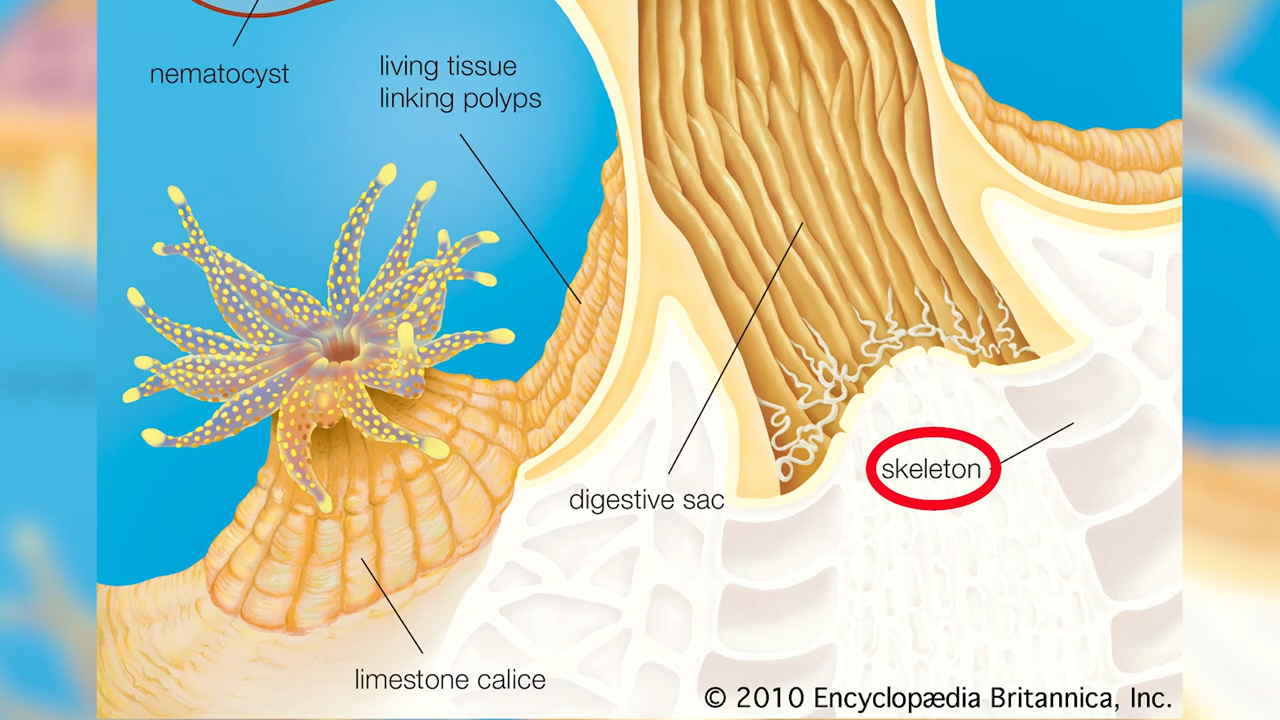 nematocyst
living tissue
linking polyps
digestive sac
skeleton
limestone calice
© 2010 Encyclopædia Britannica, Inc.